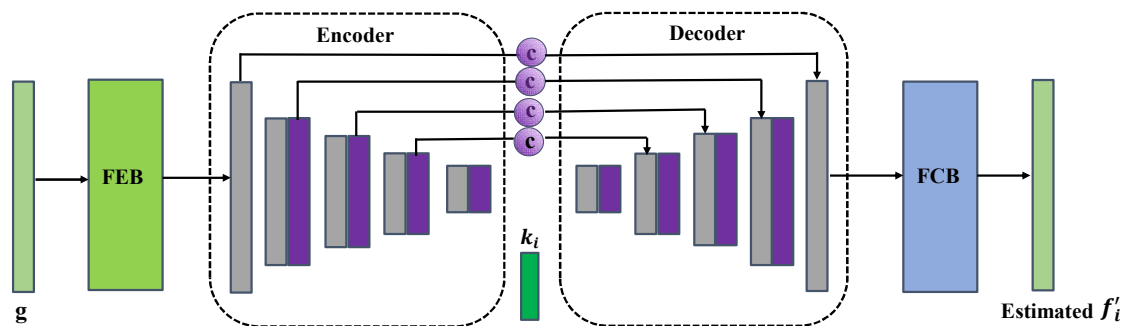 Encoder
Decoder
c
c
c
c
FEB
FCB
k_i
g
Estimated f'_i